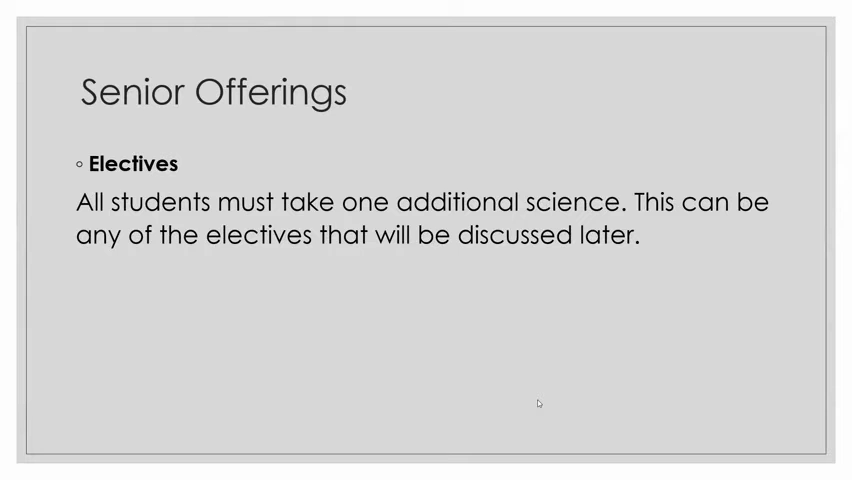 Senior Offerings
◦ Electives
All students must take one additional science. This can be
any of the electives that will be discussed later.